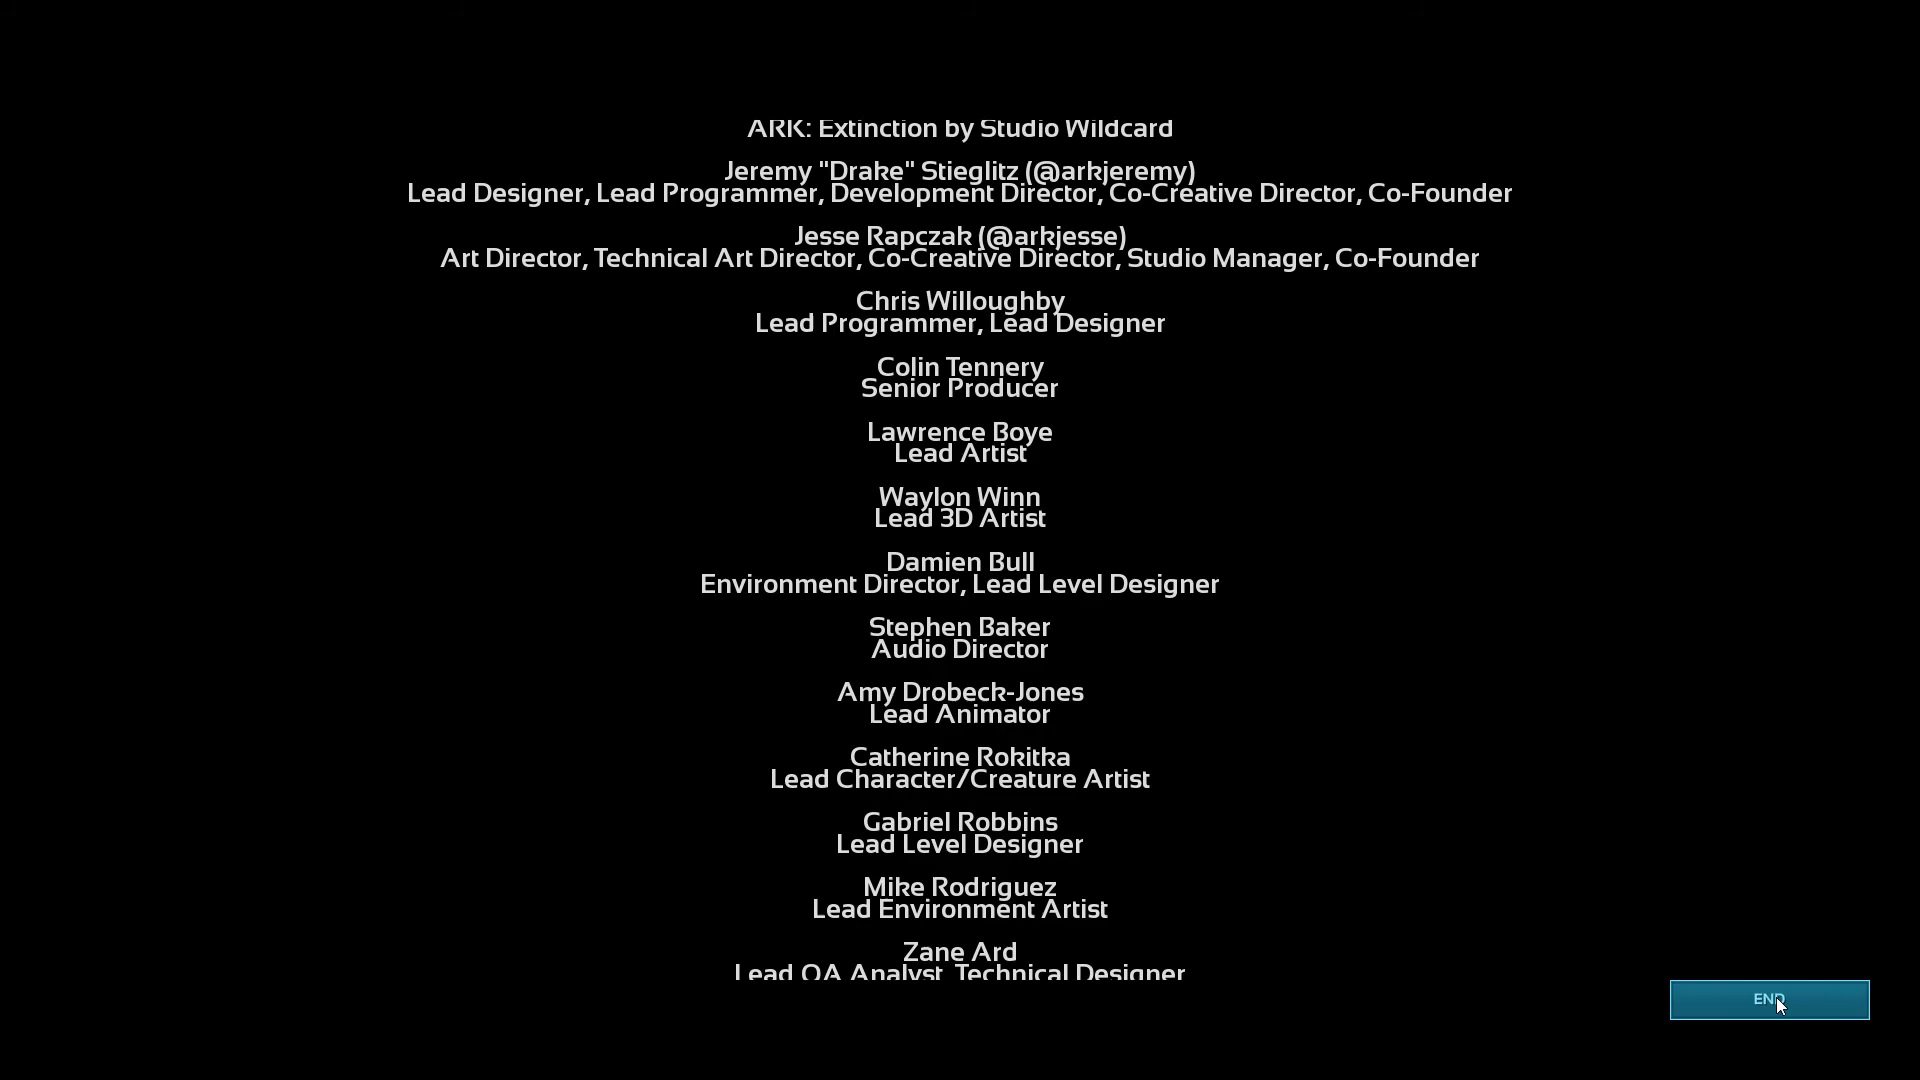 ARK: Extinction by Studio Wildcard
Jeremy "Drake" Stieglitz (@arkjeremy)
Lead Designer, Lead Programmer, Development Director, Co-Creative Director, Co-Founder
Jesse Rapczak (@arkjesse)
Art Director, Technical Art Director, Co-Creative Director, Studio Manager, Co-Founder
Chris Willoughby
Lead Programmer, Lead Designer
Colin Tennery
Senior Producer
Lawrence Boye
Lead Artist
Waylon Winn
Lead 3D Artist
Damien Bull
Environment Director, Lead Level Designer
Stephen Baker
Audio Director
Amy Drobeck-Jones
Lead Animator
Catherine Rokitka
Lead Character/Creature Artist
Gabriel Robbins
Lead Level Designer
Mike Rodriguez
Lead Environment Artist
Zane Ard
Lead QA Analyst, Technical Designer
END